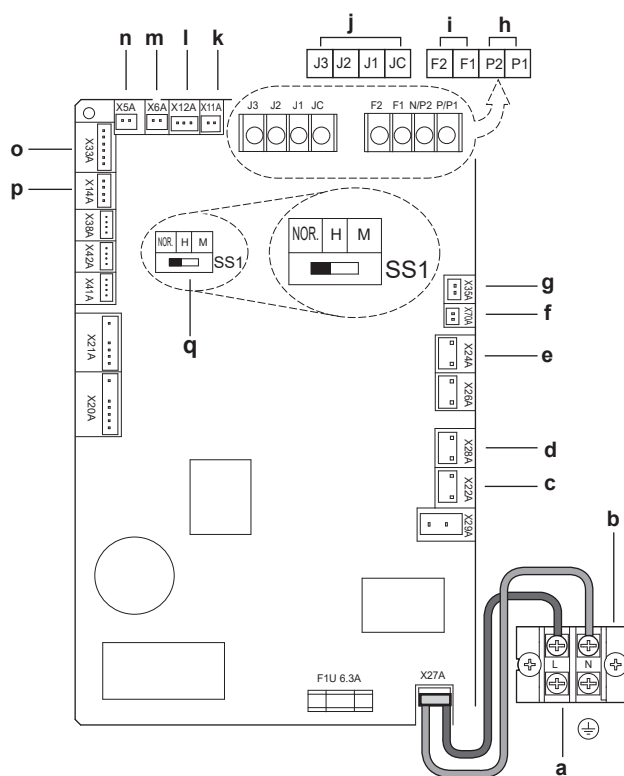 j
i
h
n
m
l
k
J3 J2 J1 JC
F2 F1 P2 P1
X5A
X6A
X12A
X11A
J3 J2 J1 JC
F2 F1 N/P2 P/P1
o
X33A
p
X14A
X38A
NOR. H M
SS1
NOR. H M
SS1
X42A
X41A
q
X35A
g
X70A
f
X24A
e
X26A
X21A
X20A
X28A
d
X22A
c
X29A
b
L N
F1U 6.3A
X27A
a